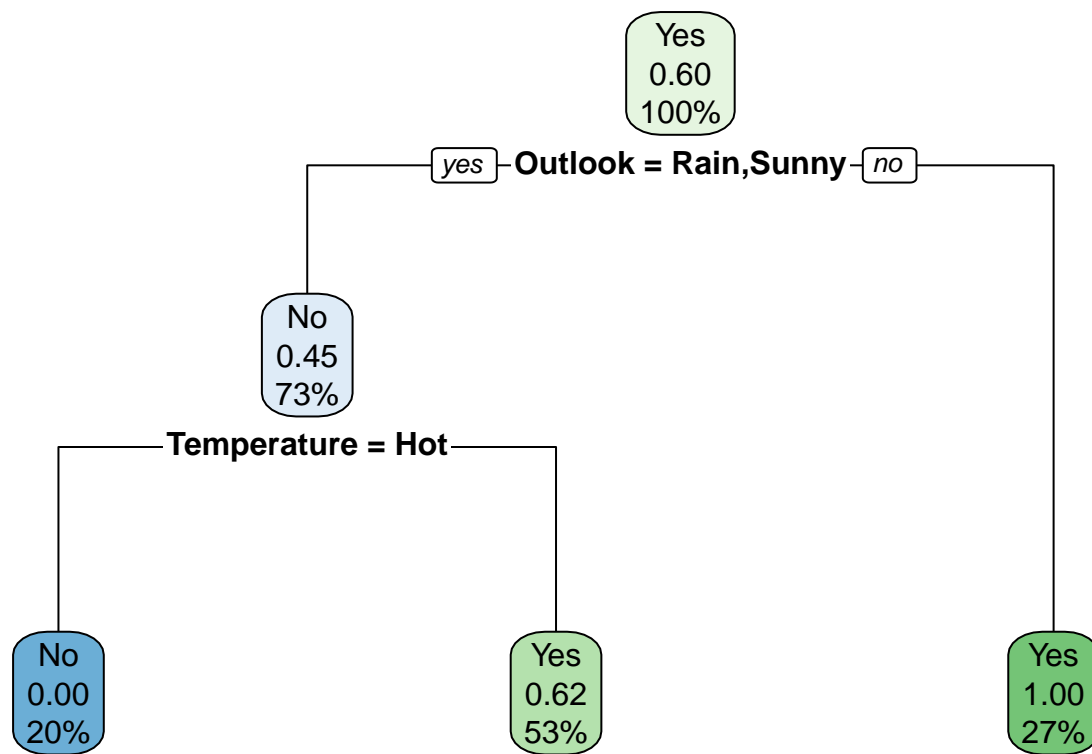 Yes
0.60
100%
yes Outlook = Rain,Sunny no
No
0.45
73%
Temperature = Hot
No
0.00
20%
Yes
0.62
53%
Yes
1.00
27%